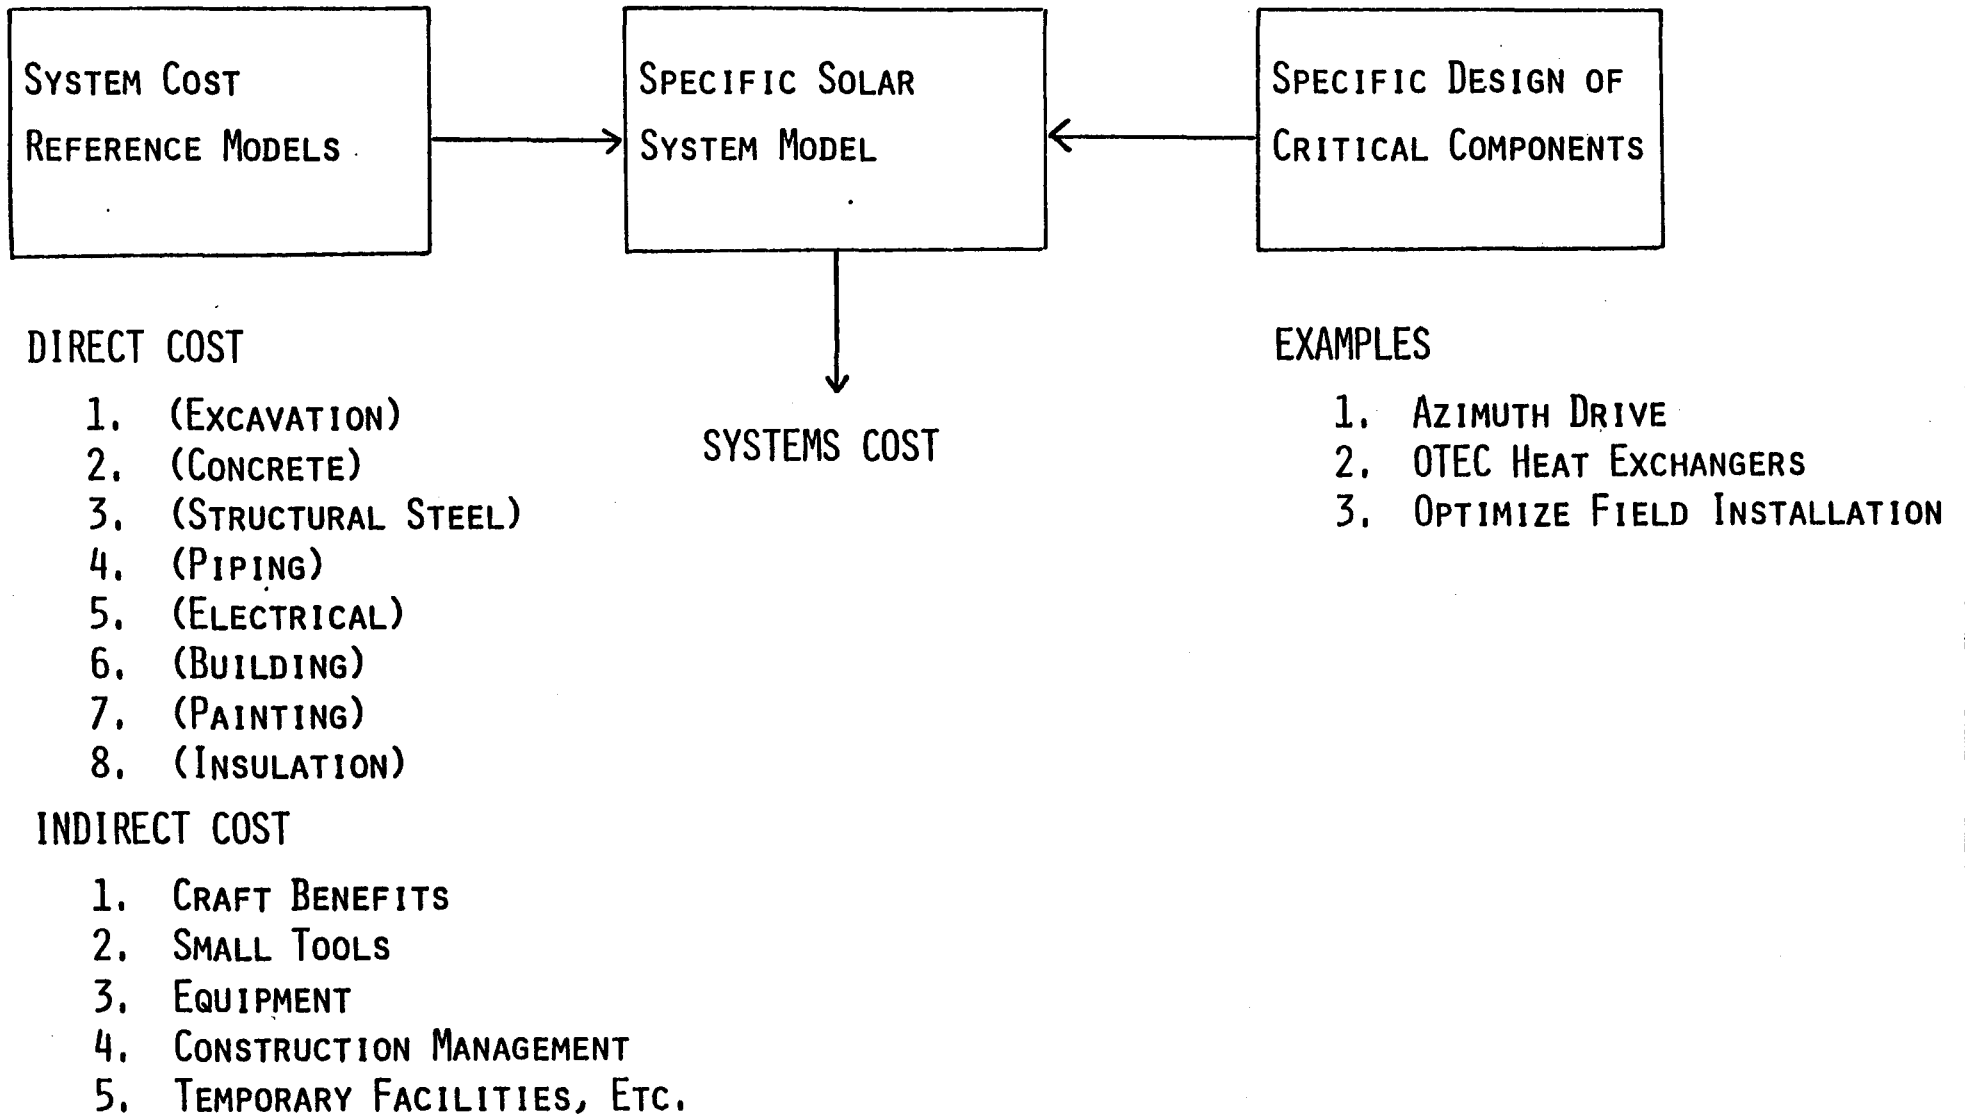 SYSTEM COST
REFERENCE MODELS
SPECIFIC SOLAR
SYSTEM MODEL
SPECIFIC DESIGN OF
CRITICAL COMPONENTS
DIRECT COST
1. (EXCAVATION)
2. (CONCRETE)
3. (STRUCTURAL STEEL)
4. (PIPING)
5. (ELECTRICAL)
6. (BUILDING)
7. (PAINTING)
8. (INSULATION)
INDIRECT COST
1. CRAFT BENEFITS
2. SMALL TOOLS
3. EQUIPMENT
4. CONSTRUCTION MANAGEMENT
5. TEMPORARY FACILITIES, ETC.
SYSTEMS COST
EXAMPLES
1. AZIMUTH DRIVE
2. OTEC HEAT EXCHANGERS
3. OPTIMIZE FIELD INSTALLATION